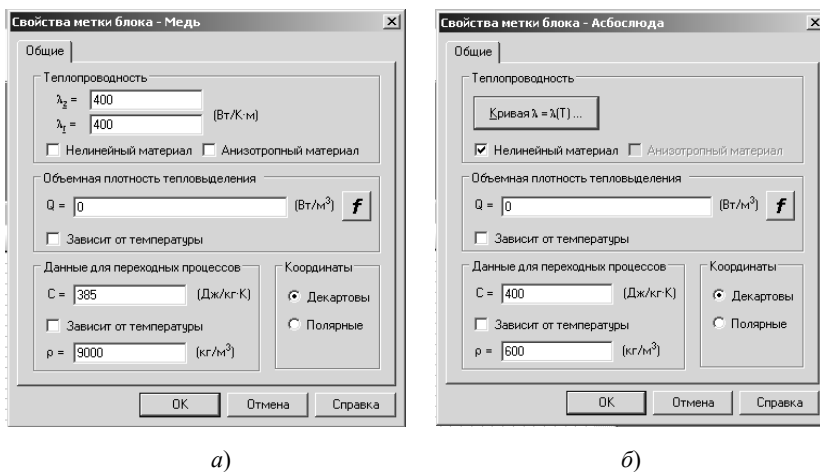 Свойства метки блока - Медь
Общие
Теплопроводность
λz = 400
λr = 400
(Вт/К·м)
Нелинейный материал Анизотропный материал
Объемная плотность тепловыделения
Q = 0 (Вт/м³) f
Зависит от температуры
Данные для переходных процессов
C = 385 (Дж/кг·К)
Зависит от температуры
ρ = 9000 (кг/м³)
Координаты
Декартовы
Полярные
ОК Отмена Справка
а)
Свойства метки блока - Асбослюда
Общие
Теплопроводность
Кривая λ = λ(T) ...
Нелинейный материал Анизотропный материал
Объемная плотность тепловыделения
Q = 0 (Вт/м³) f
Зависит от температуры
Данные для переходных процессов
C = 400 (Дж/кг·К)
Зависит от температуры
ρ = 600 (кг/м³)
Координаты
Декартовы
Полярные
ОК Отмена Справка
б)